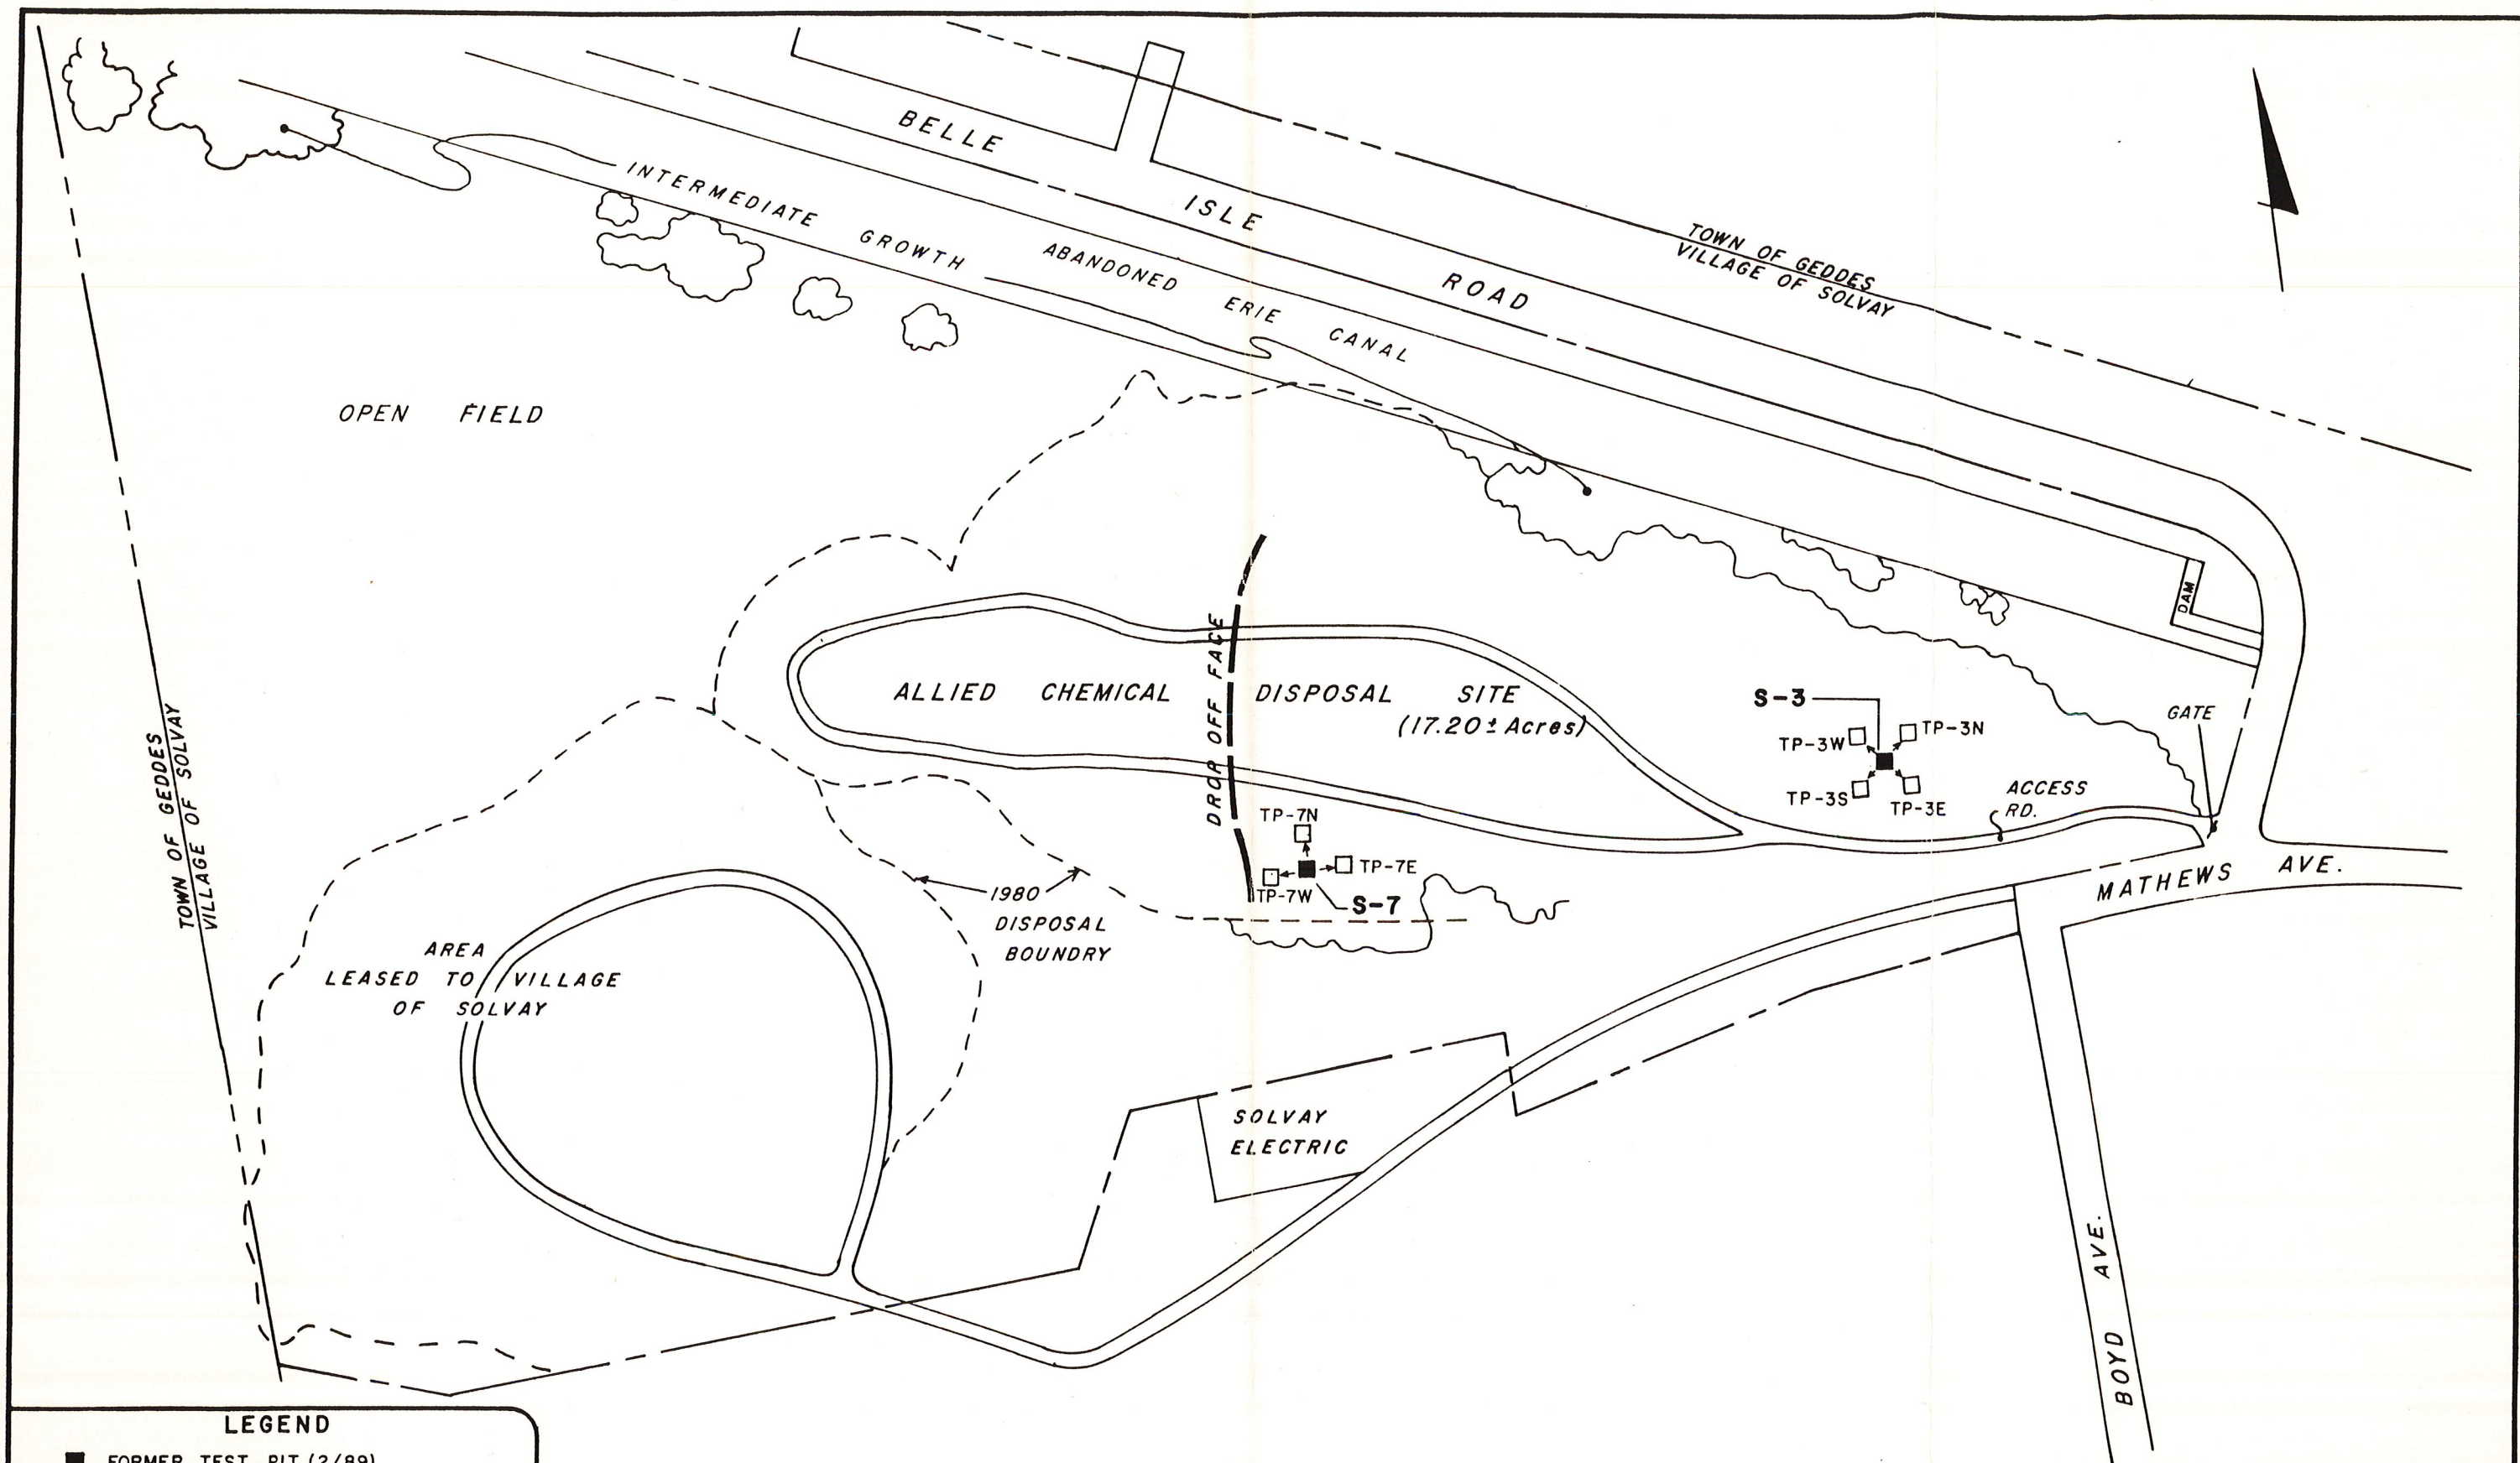 BELLE ISLE ROAD
INTERMEDIATE GROWTH
ABANDONED ERIE CANAL
TOWN OF GEDDES
VILLAGE OF SOLVAY
OPEN FIELD
DAM
DROP OFF FACE
ALLIED CHEMICAL DISPOSAL SITE
(17.20± Acres)
S-3
TP-3W
TP-3N
TP-3S
TP-3E
GATE
ACCESS
RD.
TOWN OF GEDDES
VILLAGE OF SOLVAY
TP-7N
TP-7E
TP-7W
S-7
1980
DISPOSAL
BOUNDRY
MATHEWS AVE.
AREA
LEASED TO VILLAGE
OF SOLVAY
SOLVAY
ELECTRIC
BOYD AVE.
LEGEND
FORMER TEST PIT (2/89)